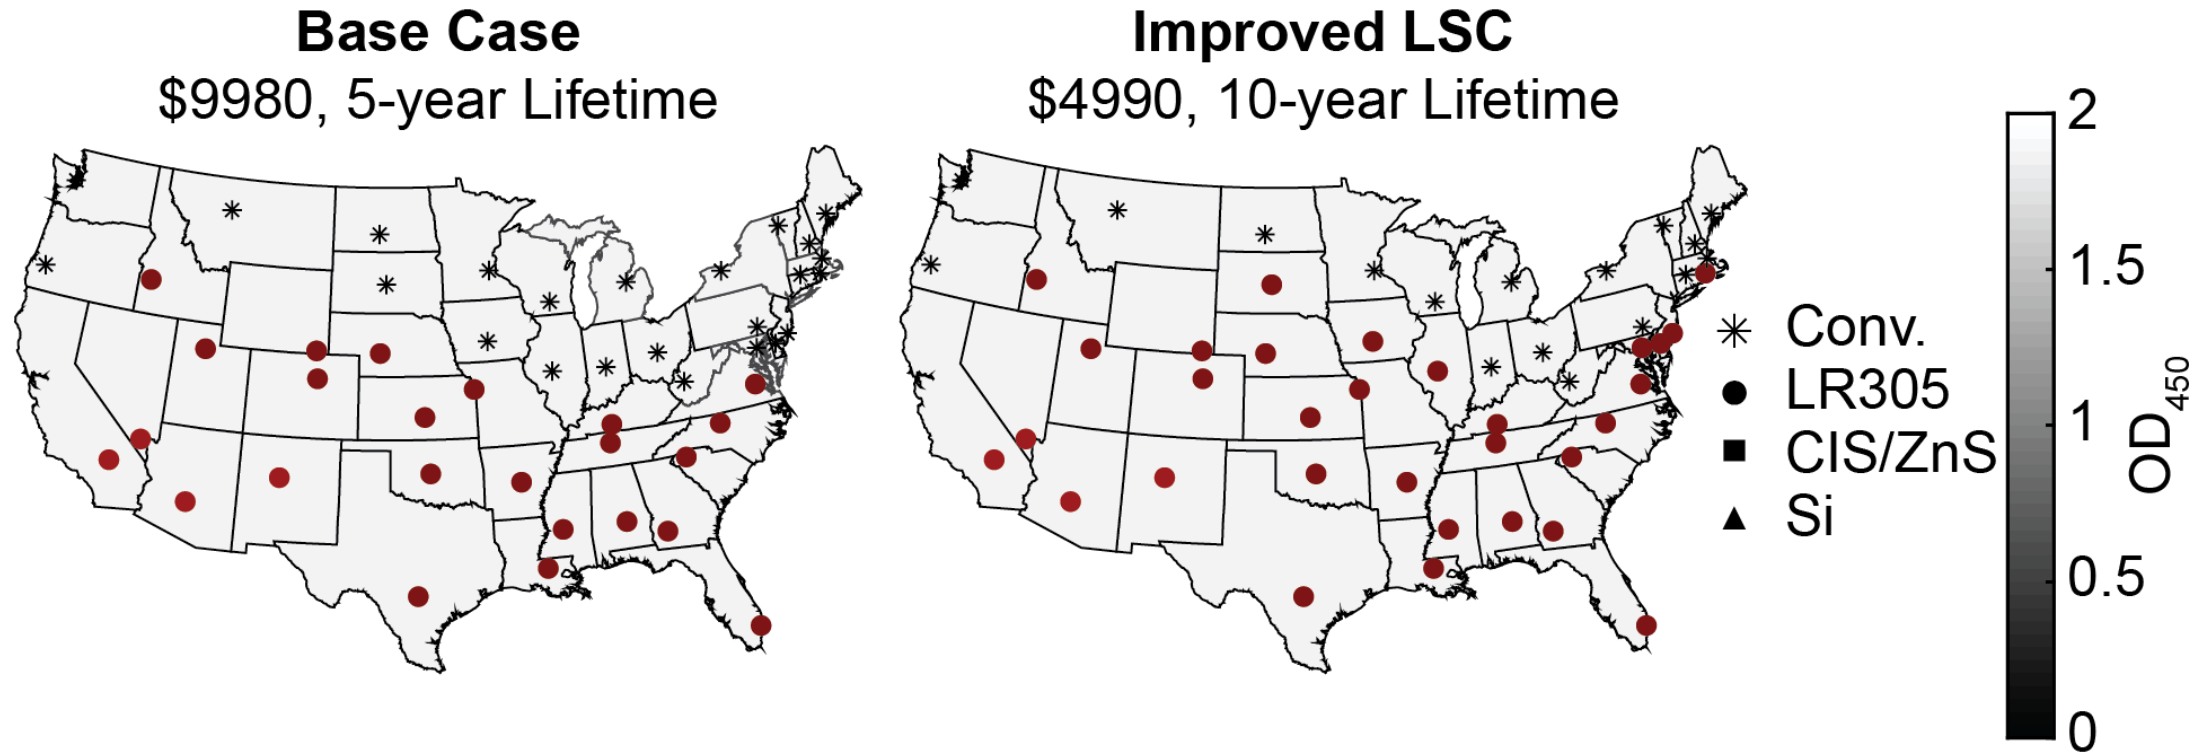 Base Case
$9980, 5-year Lifetime
Improved LSC
$4990, 10-year Lifetime
Conv.
LR305
CIS/ZnS
Si
2
1.5
1
0.5
0
OD450